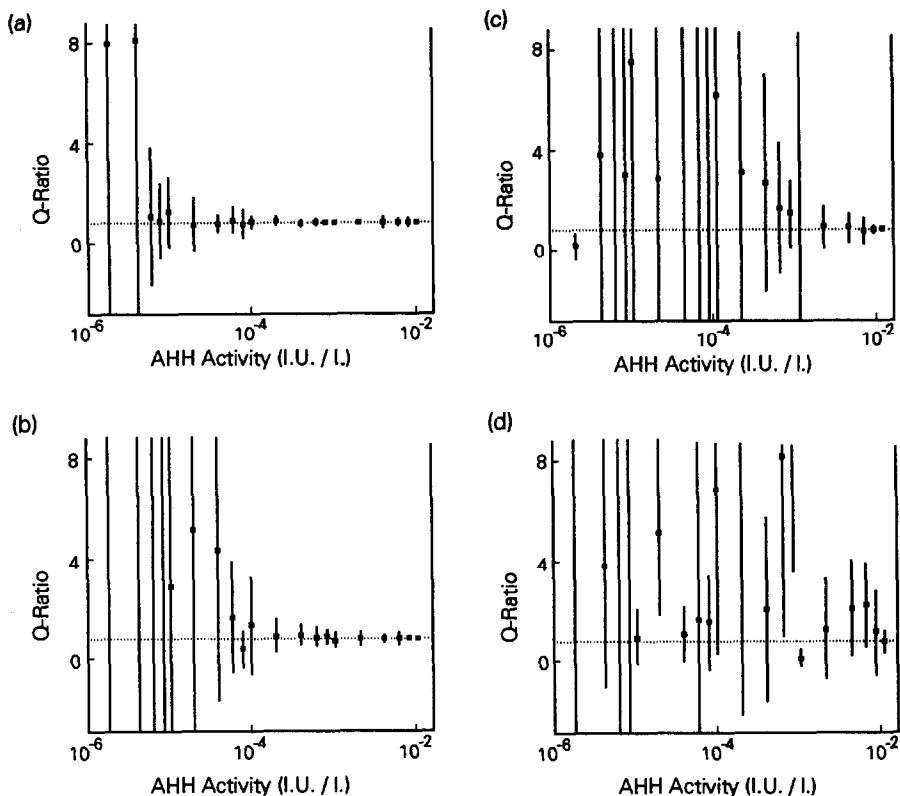 (a)
8
4
0
Q-Ratio
10-6
10-4
10-2
AHH Activity (I.U. / l.)
(c)
8
4
0
Q-Ratio
10-6
10-4
10-2
AHH Activity (I.U. / l.)
(b)
8
4
0
Q-Ratio
10-6
10-4
10-2
AHH Activity (I.U. / l.)
(d)
8
4
0
Q-Ratio
10-6
10-4
10-2
AHH Activity (I.U. / l.)